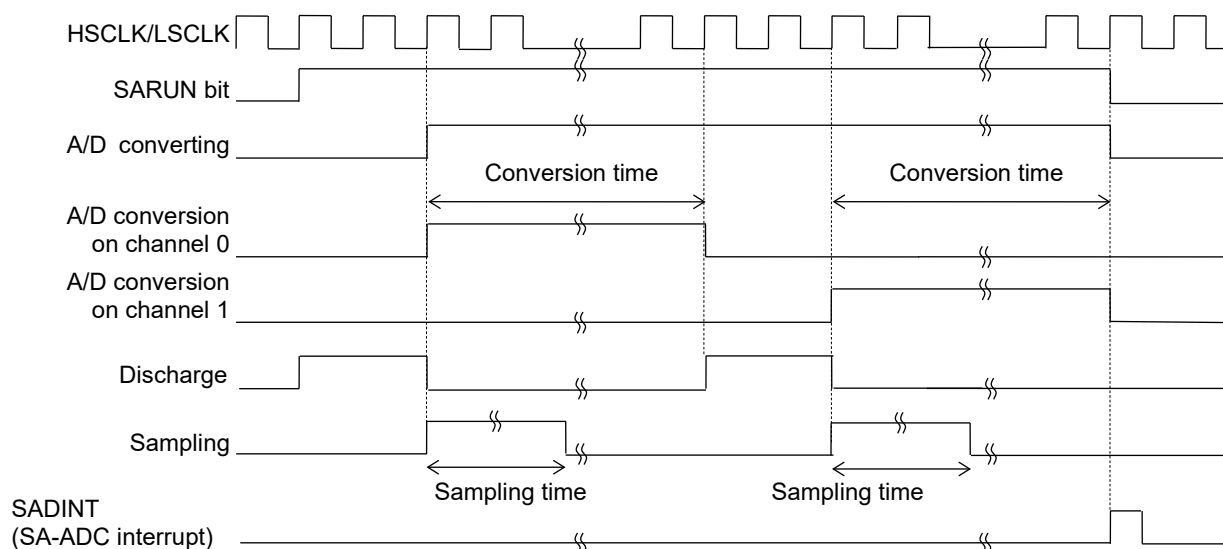 HSCLK/LSCLK
SARUN bit
A/D converting
Conversion time
Conversion time
A/D conversion
on channel 0
A/D conversion
on channel 1
Discharge
Sampling
Sampling time
Sampling time
SADINT
(SA-ADC interrupt)